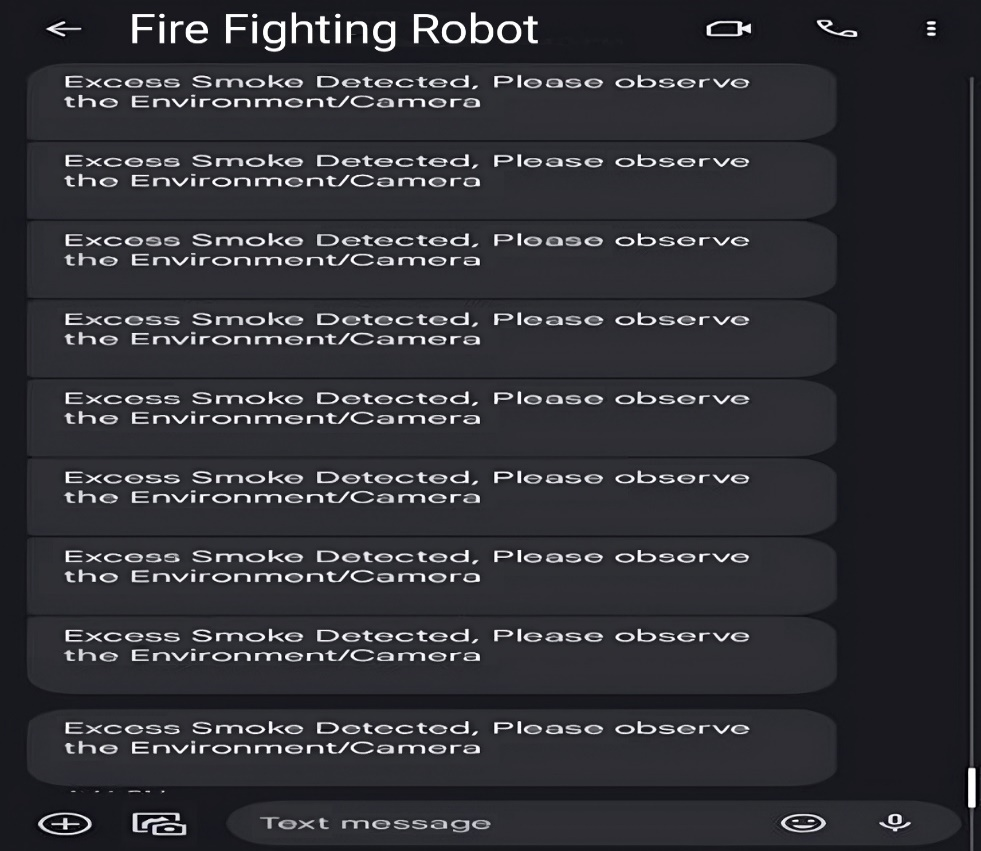 Fire Fighting Robot
Excess Smoke Detected, Please observe
the Environment/Camera
Excess Smoke Detected, Please observe
the Environment/Camera
Excess Smoke Detected, Please observe
the Environment/Camera
Excess Smoke Detected, Please observe
the Environment/Camera
Excess Smoke Detected, Please observe
the Environment/Camera
Excess Smoke Detected, Please observe
the Environment/Camera
Excess Smoke Detected, Please observe
the Environment/Camera
Excess Smoke Detected, Please observe
the Environment/Camera
Excess Smoke Detected, Please observe
the Environment/Camera
Text message